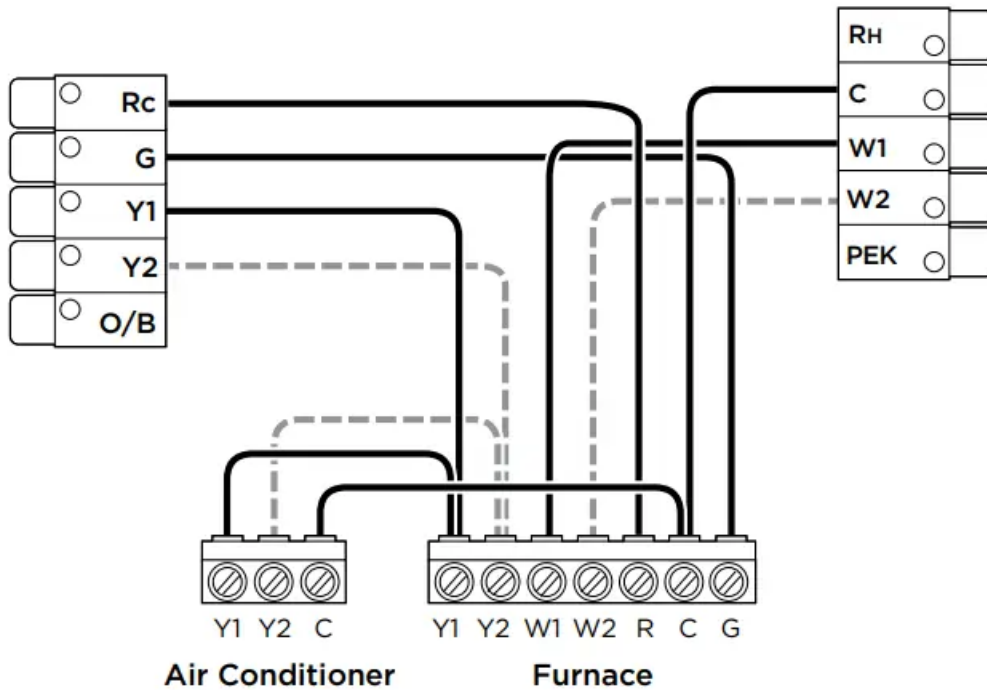 Rc
G
Y1
Y2
O/B
RH
C
W1
W2
PEK
Y1 Y2 C
Air Conditioner
Y1 Y2 W1 W2 R C G
Furnace